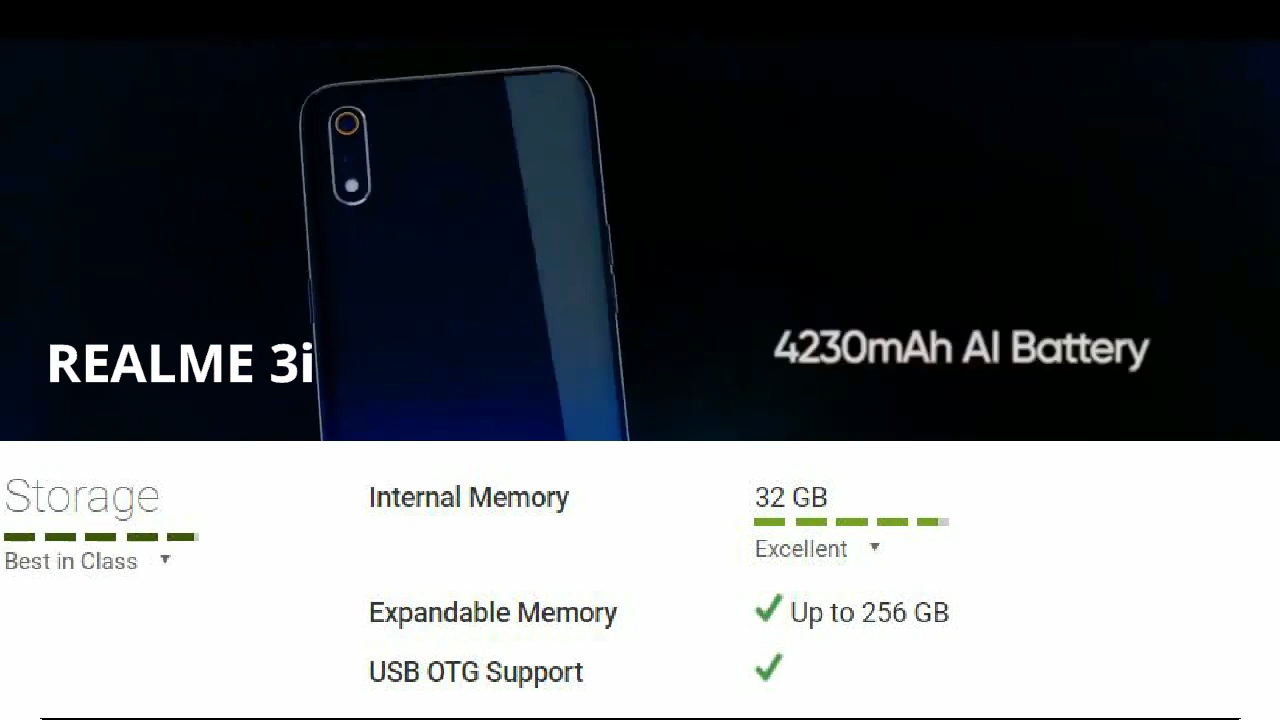 REALME 3i
4230mAh AI Battery
Storage
Best in Class
Internal Memory
32 GB
Excellent
Expandable Memory
Up to 256 GB
USB OTG Support